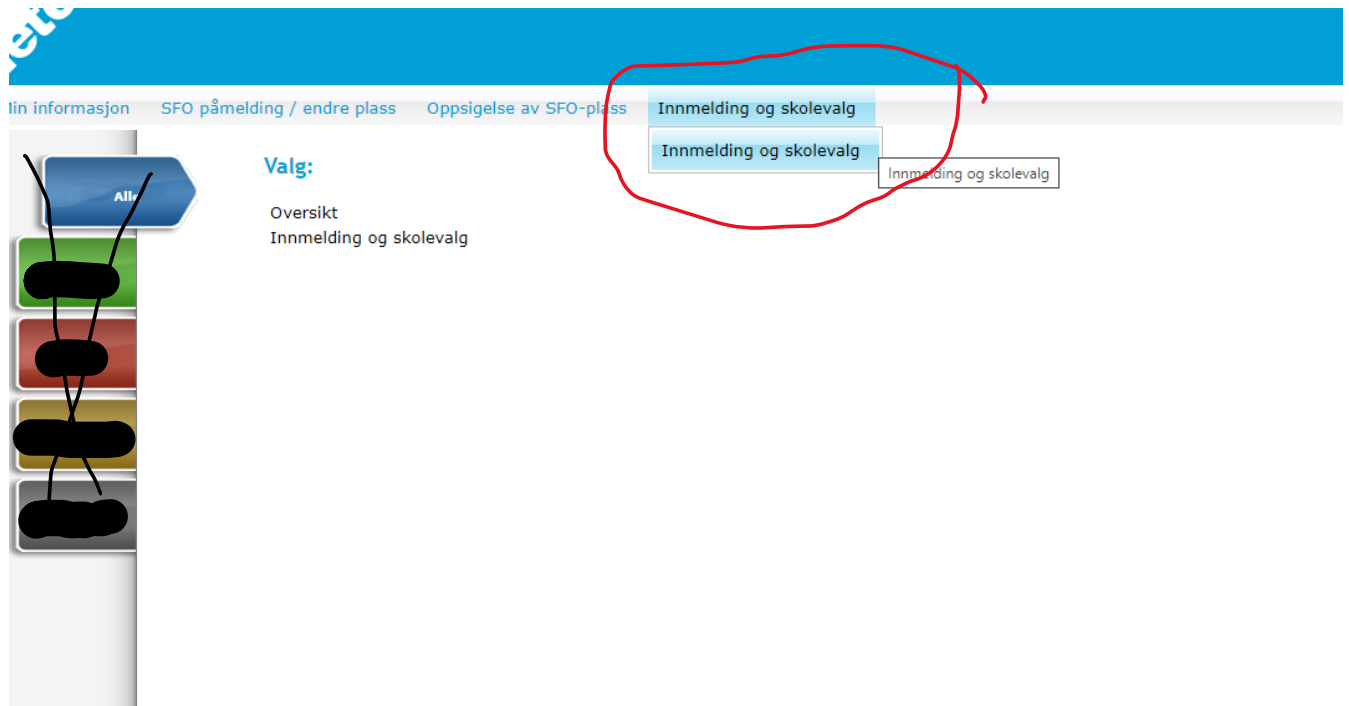 Min informasjon SFO påmelding / endre plass Oppsigelse av SFO-plass Innmelding og skolevalg
Innmelding og skolevalg
Innmelding og skolevalg
Alle
Valg:
Oversikt
Innmelding og skolevalg